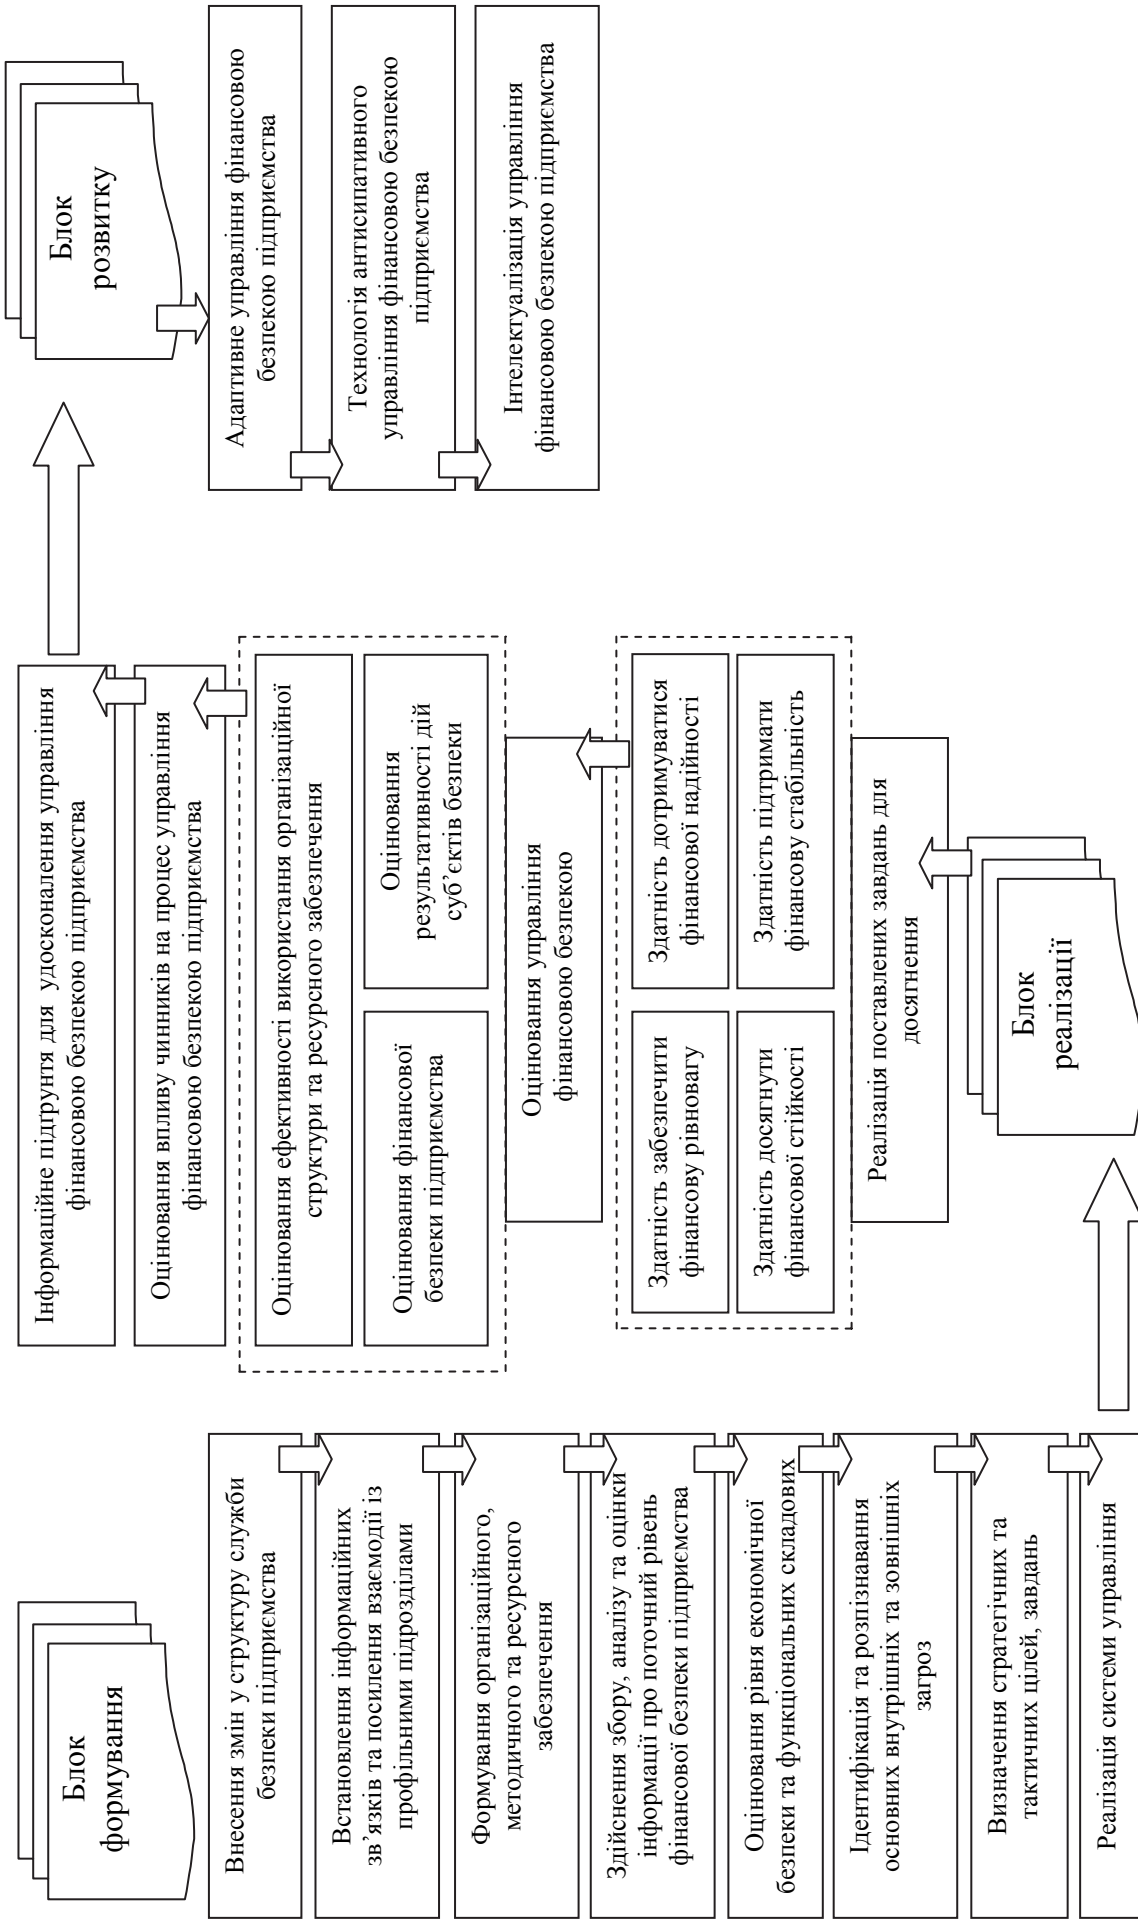 Блок
формування
Внесення змін у структуру служби
безпеки підприємства
Встановлення інформаційних
зв’язків та посилення взаємодії із
профільними підрозділами
Формування організаційного,
методичного та ресурсного
забезпечення
Здійснення збору, аналізу та оцінки
інформації про поточний рівень
фінансової безпеки підприємства
Оцінювання рівня економічної
безпеки та функціональних складових
Ідентифікація та розпізнавання
основних внутрішніх та зовнішніх
загроз
Визначення стратегічних та
тактичних цілей, завдань
Реалізація системи управління
Інформаційне підґрунтя для удосконалення управління
фінансовою безпекою підприємства
Оцінювання впливу чинників на процес управління
фінансовою безпекою підприємства
Оцінювання ефективності використання організаційної
структури та ресурсного забезпечення
Оцінювання фінансової
безпеки підприємства
Оцінювання
результативності дій
суб’єктів безпеки
Оцінювання управління
фінансовою безпекою
Здатність забезпечити
фінансову рівновагу
Здатність дотримуватися
фінансової надійності
Здатність досягнути
фінансової стійкості
Здатність підтримати
фінансову стабільність
Реалізація поставлених завдань для
досягнення
Блок
реалізації
Блок
розвитку
Адаптивне управління фінансовою
безпекою підприємства
Технологія антисипативного
управління фінансовою безпекою
підприємства
Інтелектуалізація управління
фінансовою безпекою підприємства